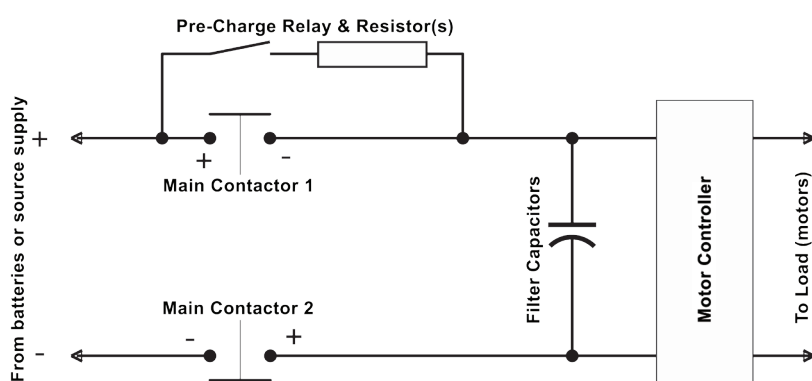 Pre-Charge Relay & Resistor(s)
From batteries or source supply
+
+ -
Main Contactor 1
Filter Capacitors
Motor Controller
To Load (motors)
Main Contactor 2
- +
-